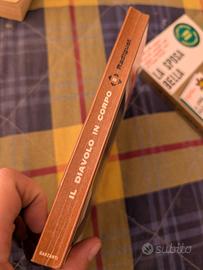 Radiguet
IL DIAVOLO IN CORPO
GARZANTI
LA SPOSA
BELLA
subito